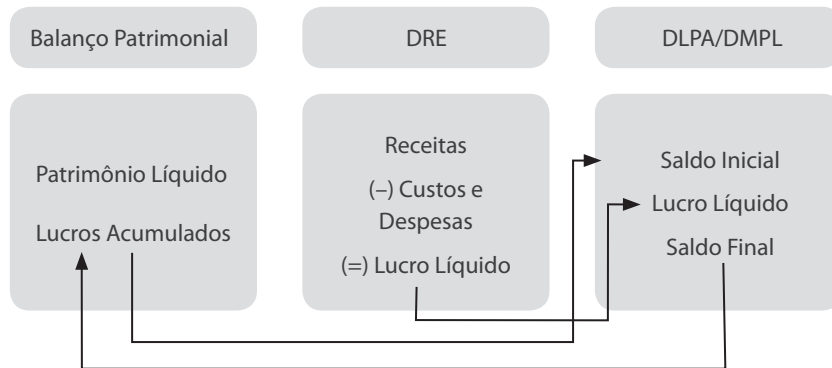 Balanço Patrimonial
DRE
DLPA/DMPL
Patrimônio Líquido
Lucros Acumulados
Receitas
(–) Custos e
Despesas
(=) Lucro Líquido
Saldo Inicial
Lucro Líquido
Saldo Final